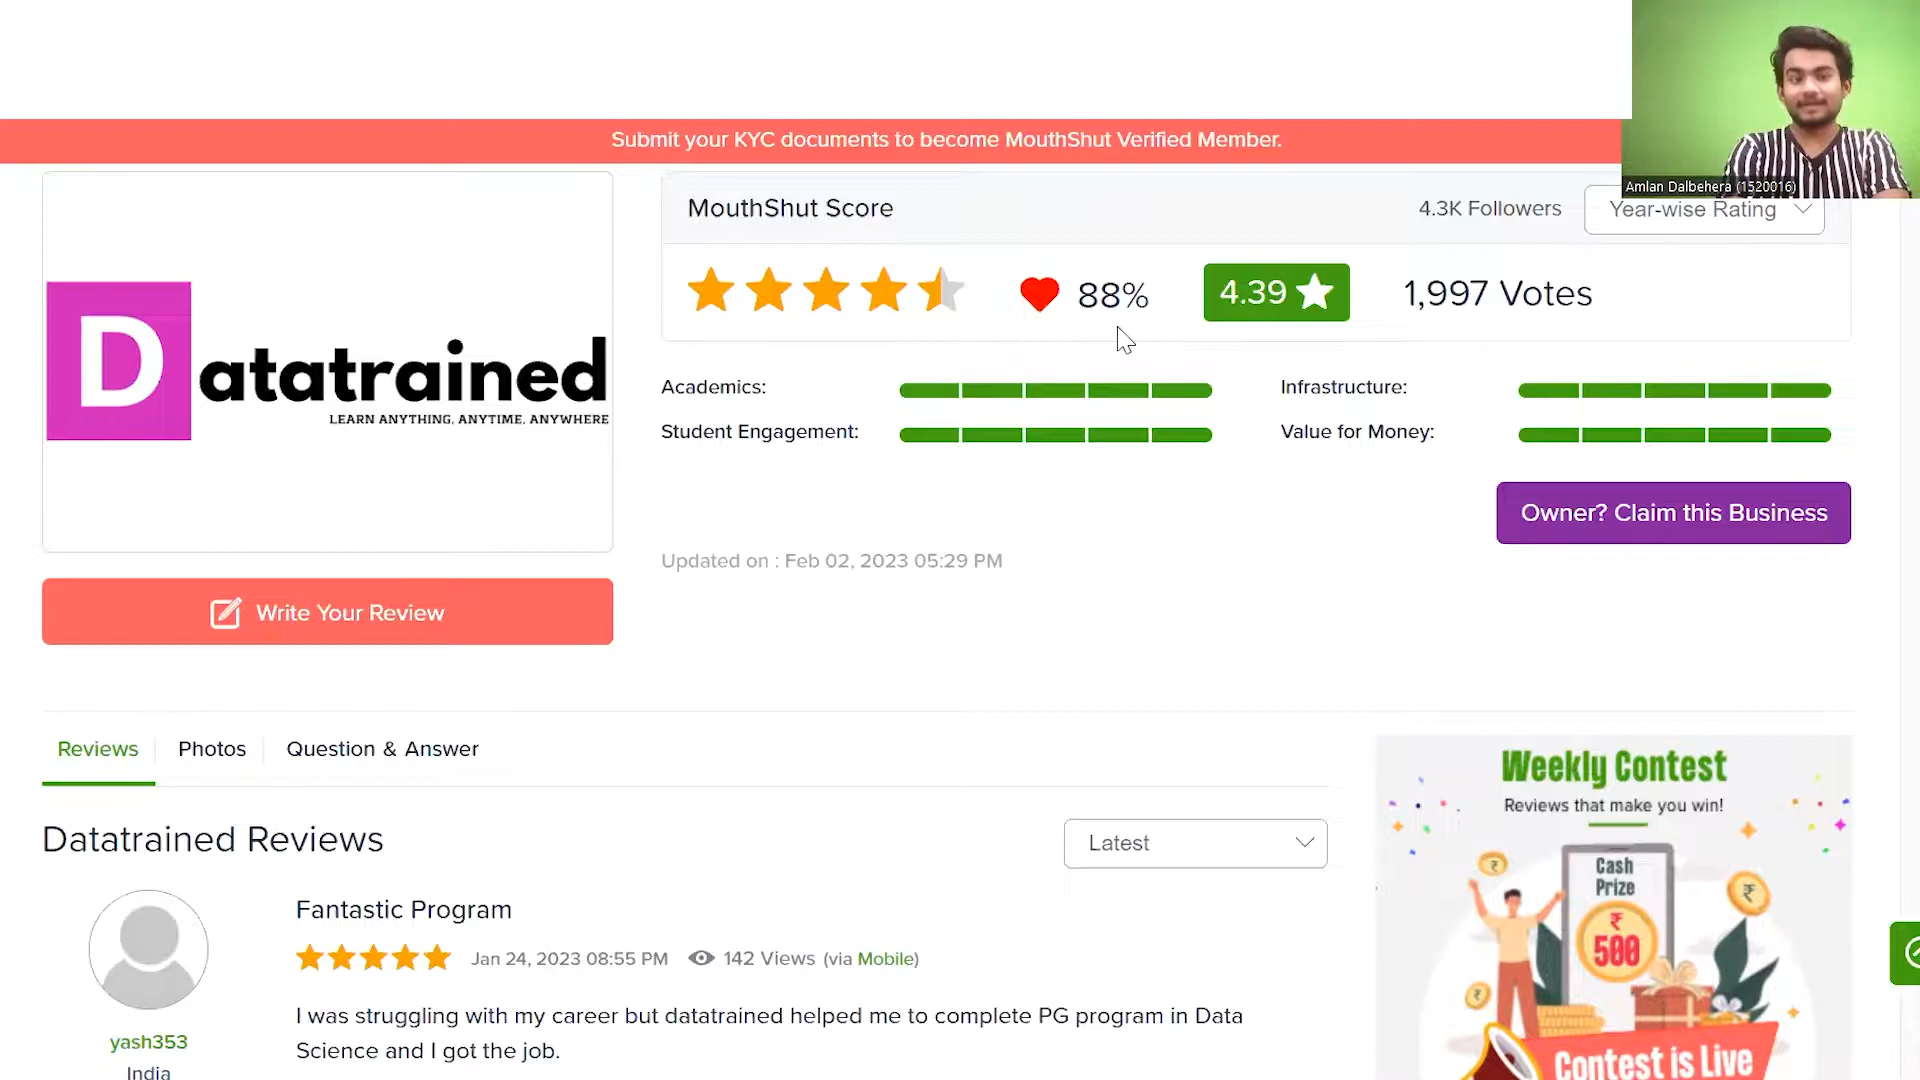 Submit your KYC documents to become MouthShut Verified Member.
Amlan Dalbehera (1520016)
MouthShut Score
4.3K Followers
Year-wise Rating
88%
4.39
1,997 Votes
D
atatrained
LEARN ANYTHING. ANYTIME. ANYWHERE
Academics:
Infrastructure:
Student Engagement:
Value for Money:
Owner? Claim this Business
Updated on : Feb 02, 2023 05:29 PM
Write Your Review
Reviews
Photos
Question & Answer
Datatrained Reviews
Latest
Fantastic Program
Jan 24, 2023 08:55 PM
142 Views (via Mobile)
I was struggling with my career but datatrained helped me to complete PG program in Data
Science and I got the job.
yash353
India
Weekly Contest
Reviews that make you win!
Cash
Prize
₹
500
Contest is Live